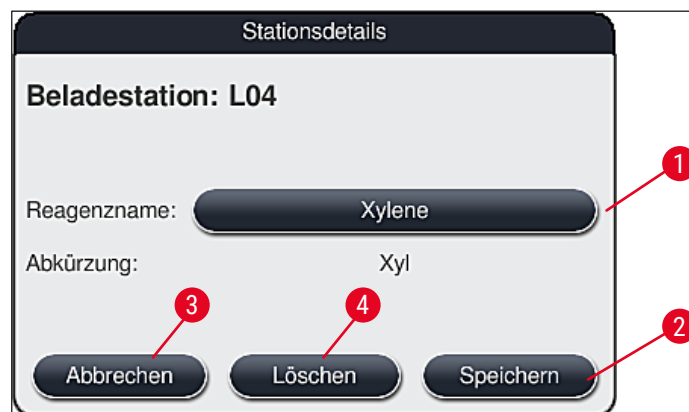 Stationsdetails
Beladestation: L04
1
Reagenzname: Xylene
Abkürzung: Xyl
3 4
2
Abbrechen Löschen Speichern